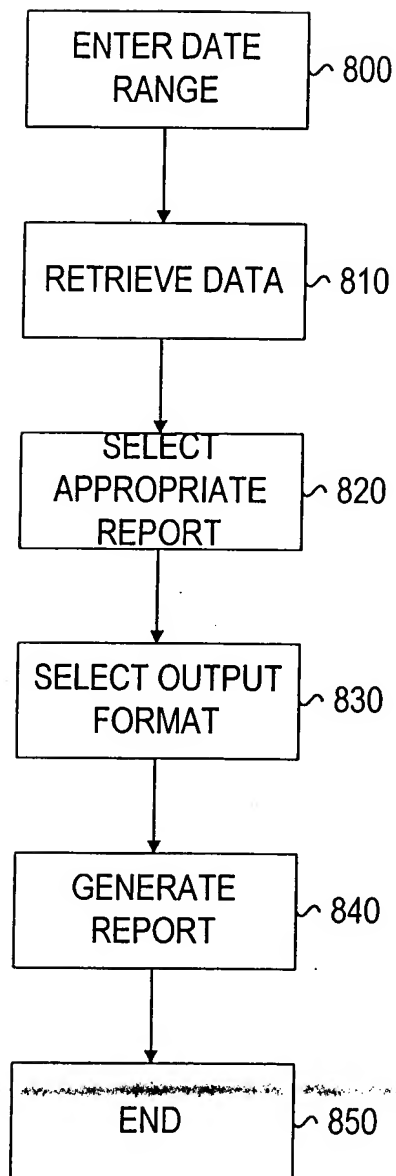 ENTER DATE
RANGE
800
RETRIEVE DATA
810
SELECT
APPROPRIATE
REPORT
820
SELECT OUTPUT
FORMAT
830
GENERATE
REPORT
840
END
850